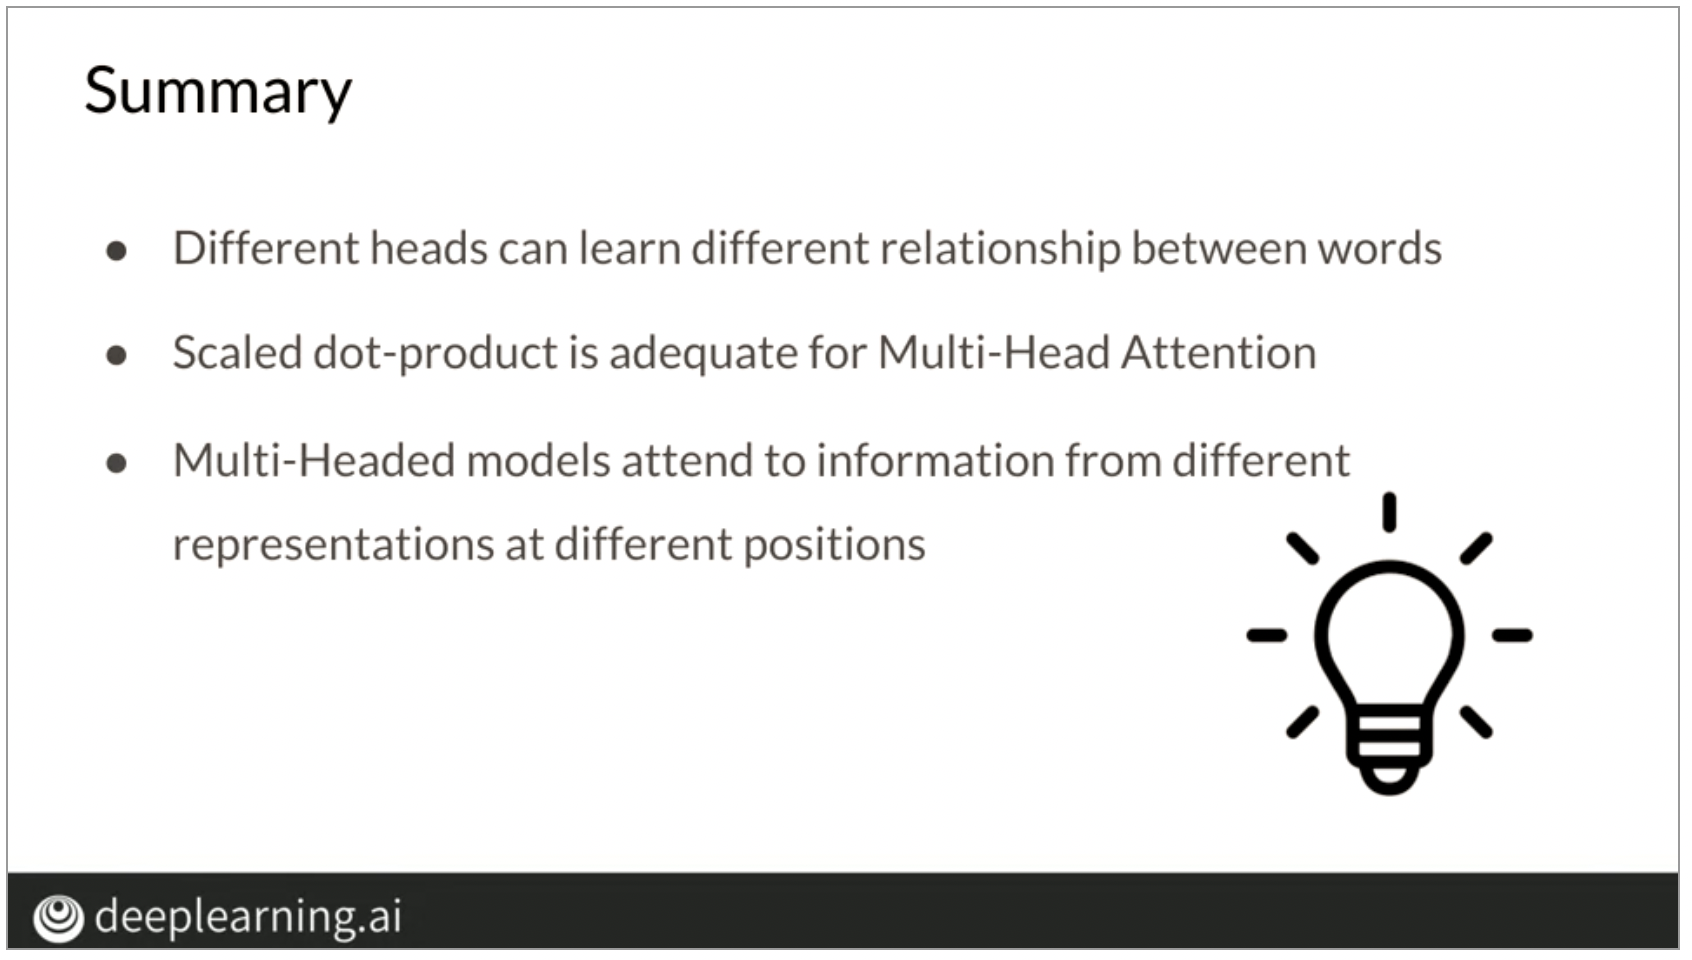 Summary
● Different heads can learn different relationship between words
● Scaled dot-product is adequate for Multi-Head Attention
● Multi-Headed models attend to information from different
representations at different positions
deeplearning.ai